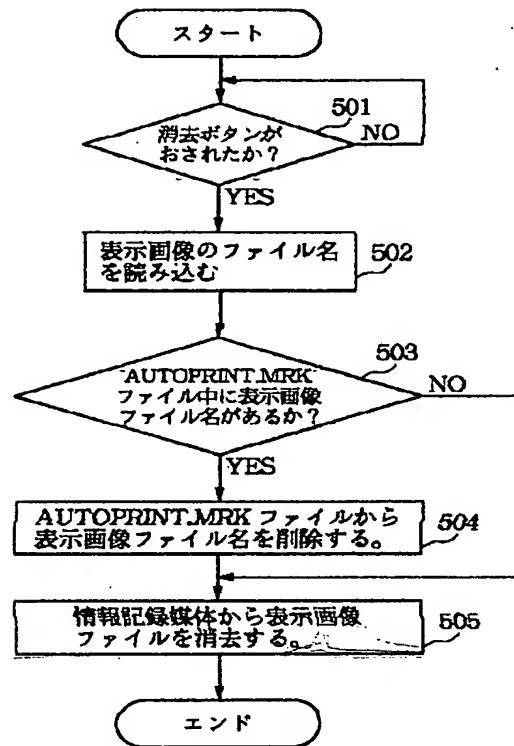 スタート
501
消去ボタンが
おされたか？
NO
YES
表示画像のファイル名
を読み込む
502
503
AUTOPRINT.MRK
ファイル中に表示画像
ファイル名があるか？
NO
YES
AUTOPRINT.MRK ファイルから
表示画像ファイル名を削除する。
504
情報記録媒体から表示画像
ファイルを消去する。
505
エンド